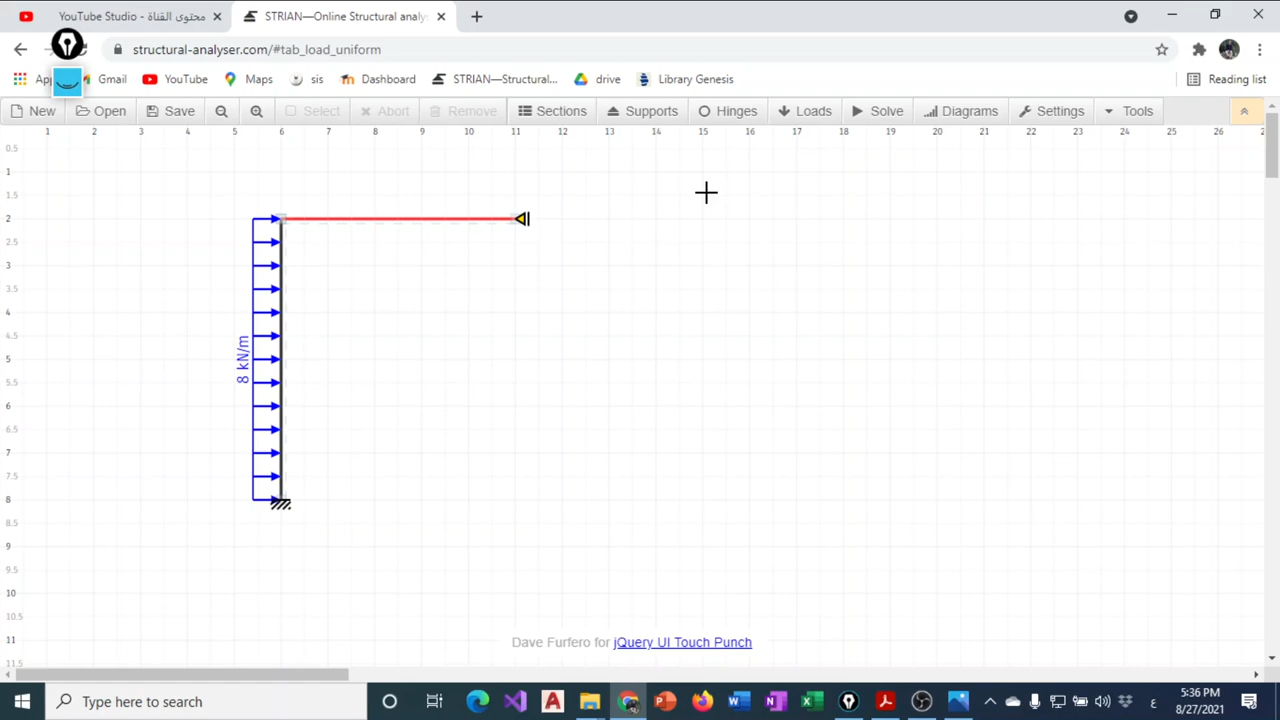 YouTube Studio - محتوى القناة
STRIAN—Online Structural analy
structural-analyser.com/#tab_load_uniform
Gmail
YouTube
Maps
sis
Dashboard
STRIAN—Structural...
drive
Library Genesis
Reading list
New
Open
Save
Select
Abort
Remove
Sections
Supports
Hinges
Loads
Solve
Diagrams
Settings
Tools
1 2 3 4 5 6 7 8 9 10 11 12 13 14 15 16 17 18 19 20 21 22 23 24 25 26
0.5
1
1.5
2
2.5
3
3.5
4
4.5
5
5.5
6
6.5
7
7.5
8
8.5
9
9.5
10
10.5
11
11.5
8 kN/m
Dave Furfero for jQuery UI Touch Punch
Type here to search
ع
5:36 PM
8/27/2021